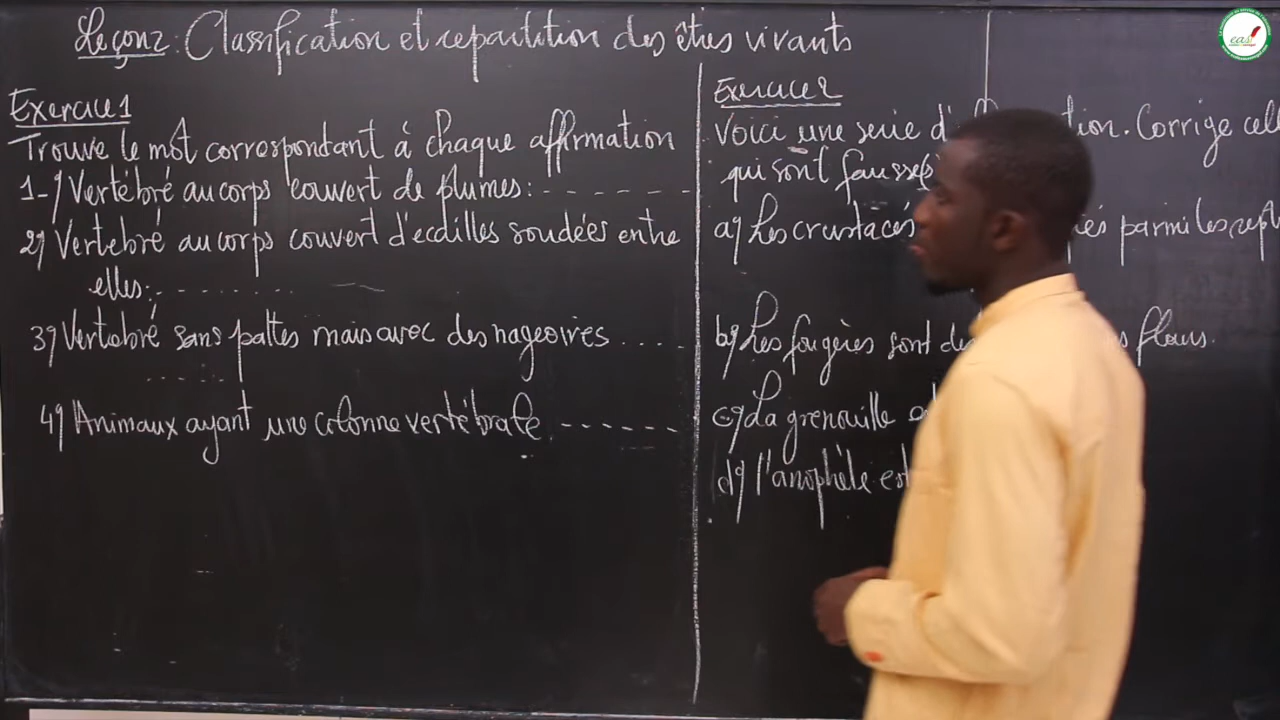 Leçon2: Classification et repartition des êtres vivants
Exercice 1
Trouve le mot correspondant à chaque affirmation
1-) Vertébré au corps couvert de plumes: - - - - - -
2) Vertebré au corps couvert d'ecailles soudées entre
elles: - - - - - - -
3) Vertebré sans pattes mais avec des nageoires ....
- - - - -
4) Animaux ayant une colonne vertébrale - - - - - -
Exercice 2
Voici une serie d' tion. Corrige cell
qui sont fausse(s)
a) Les crustacés parmi les rept
b) Les fougères sont de fleurs.
c) La grenouille
d) l'anophèle est
eas